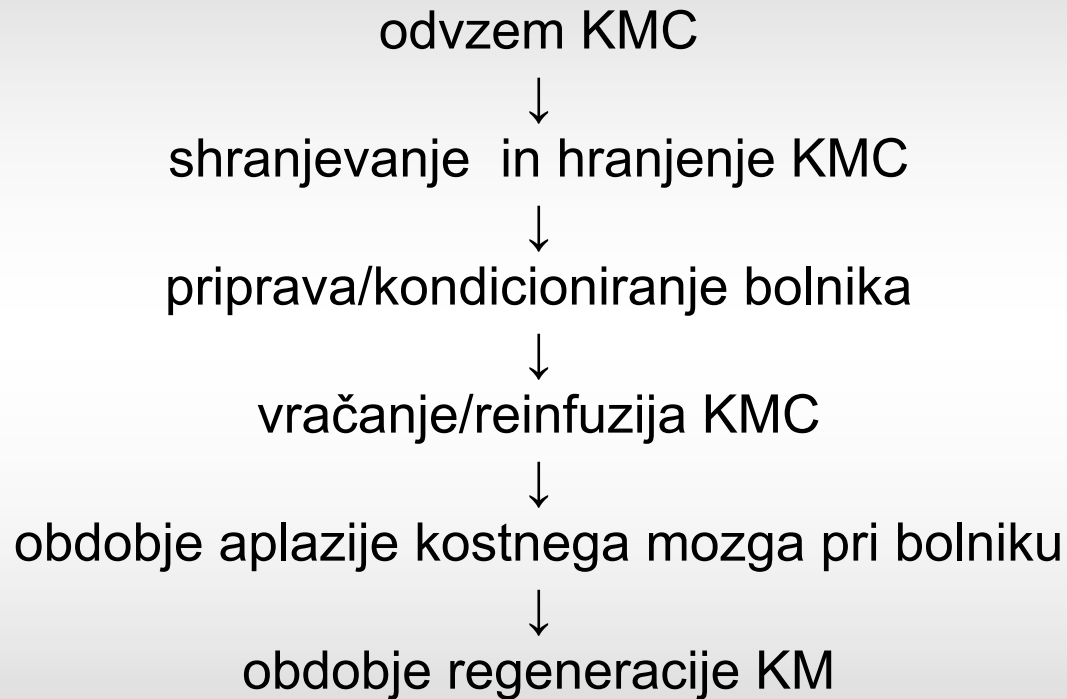 odvzem KMC
↓
shranjevanje  in hranjenje KMC
↓
priprava/kondicioniranje bolnika
↓
vračanje/reinfuzija KMC
↓
obdobje aplazije kostnega mozga pri bolniku
↓
obdobje regeneracije KM